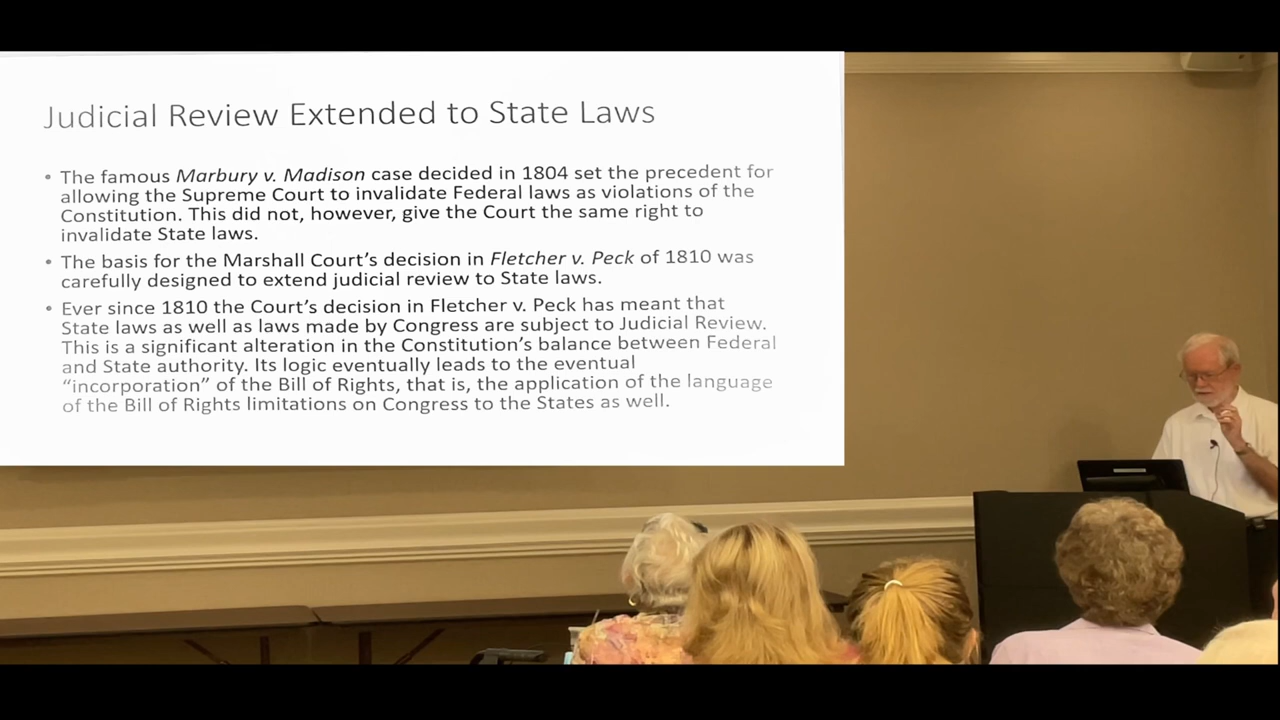 Judicial Review Extended to State Laws
• The famous Marbury v. Madison case decided in 1804 set the precedent for
allowing the Supreme Court to invalidate Federal laws as violations of the
Constitution. This did not, however, give the Court the same right to
invalidate State laws.
• The basis for the Marshall Court’s decision in Fletcher v. Peck of 1810 was
carefully designed to extend judicial review to State laws.
• Ever since 1810 the Court’s decision in Fletcher v. Peck has meant that
State laws as well as laws made by Congress are subject to Judicial Review.
This is a significant alteration in the Constitution’s balance between Federal
and State authority. Its logic eventually leads to the eventual
“incorporation” of the Bill of Rights, that is, the application of the language
of the Bill of Rights limitations on Congress to the States as well.